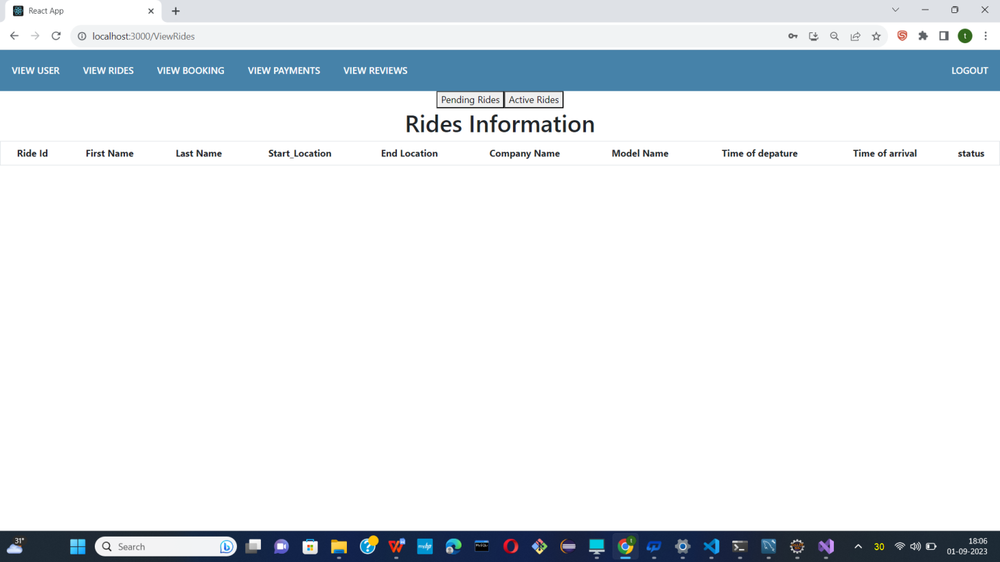 React App
localhost:3000/ViewRides
t
VIEW USER VIEW RIDES VIEW BOOKING VIEW PAYMENTS VIEW REVIEWS LOGOUT
Pending Rides Active Rides
Rides Information
Ride Id First Name Last Name Start_Location End Location Company Name Model Name Time of depature Time of arrival status
31°
Search
myhp
MySQL
t
30
18:06
01-09-2023